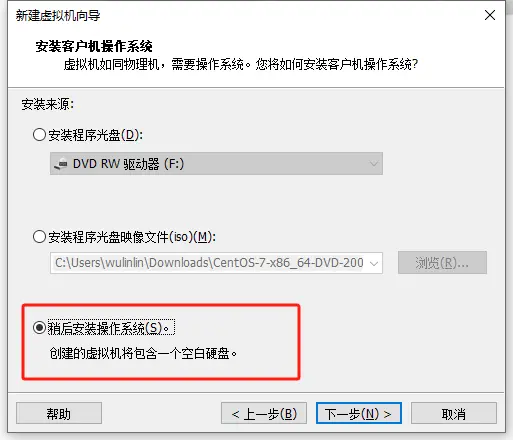 新建虚拟机向导
安装客户机操作系统
虚拟机如同物理机，需要操作系统。您将如何安装客户机操作系统?
安装来源:
安装程序光盘(D):
DVD RW 驱动器 (F:)
安装程序光盘映像文件(iso)(M):
C:\Users\wulinlin\Downloads\CentOS-7-x86_64-DVD-200
浏览(R)...
稍后安装操作系统(S)。
创建的虚拟机将包含一个空白硬盘。
帮助
< 上一步(B)
下一步(N) >
取消